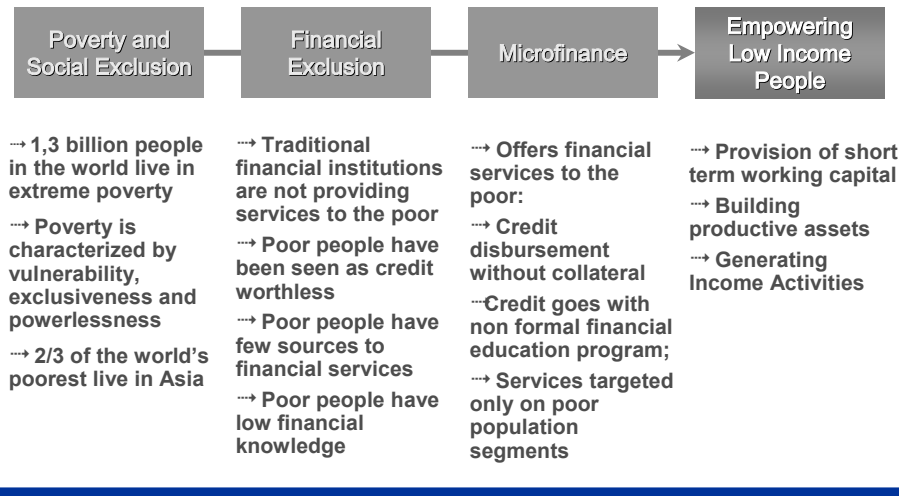 Poverty and
Social Exclusion
Financial
Exclusion
Microfinance
Empowering
Low Income
People
⤑ 1,3 billion people
in the world live in
extreme poverty
⤑ Poverty is
characterized by
vulnerability,
exclusiveness and
powerlessness
⤑ 2/3 of the world's
poorest live in Asia
⤑ Traditional
financial institutions
are not providing
services to the poor
⤑ Poor people have
been seen as credit
worthless
⤑ Poor people have
few sources to
financial services
⤑ Poor people have
low financial
knowledge
⤑ Offers financial
services to the
poor:
⤑ Credit
disbursement
without collateral
⤑Credit goes with
non formal financial
education program;
⤑ Services targeted
only on poor
population
segments
⤑ Provision of short
term working capital
⤑ Building
productive assets
⤑ Generating
Income Activities